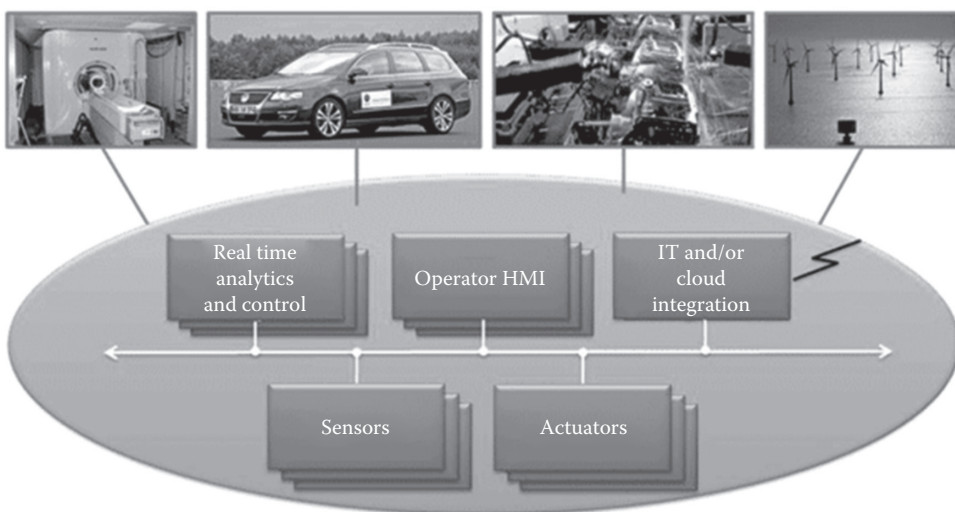 Real time
analytics
and control
Operator HMI
IT and/or
cloud
integration
Sensors
Actuators